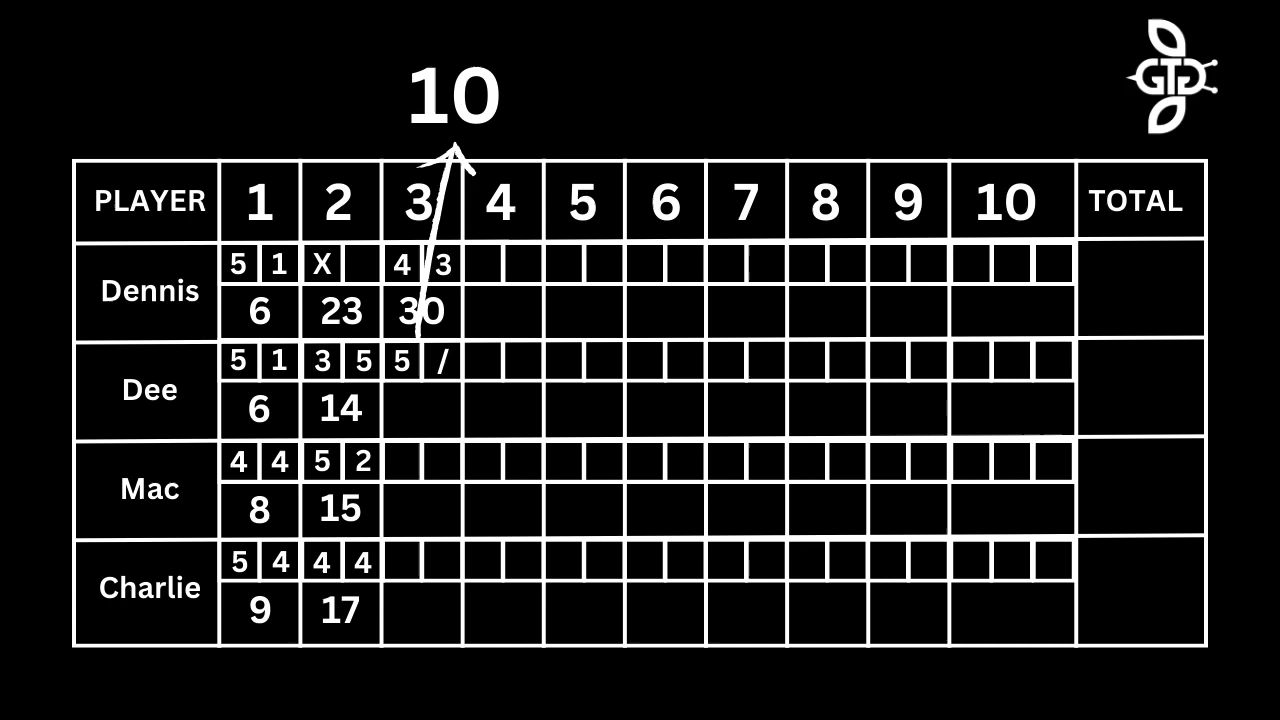 GTG
10
PLAYER 1 2 3 4 5 6 7 8 9 10 TOTAL
5 1 X 4 3
Dennis
6 23 30
5 1 3 5 5 /
Dee
6 14
4 4 5 2
Mac
8 15
5 4 4 4
Charlie
9 17